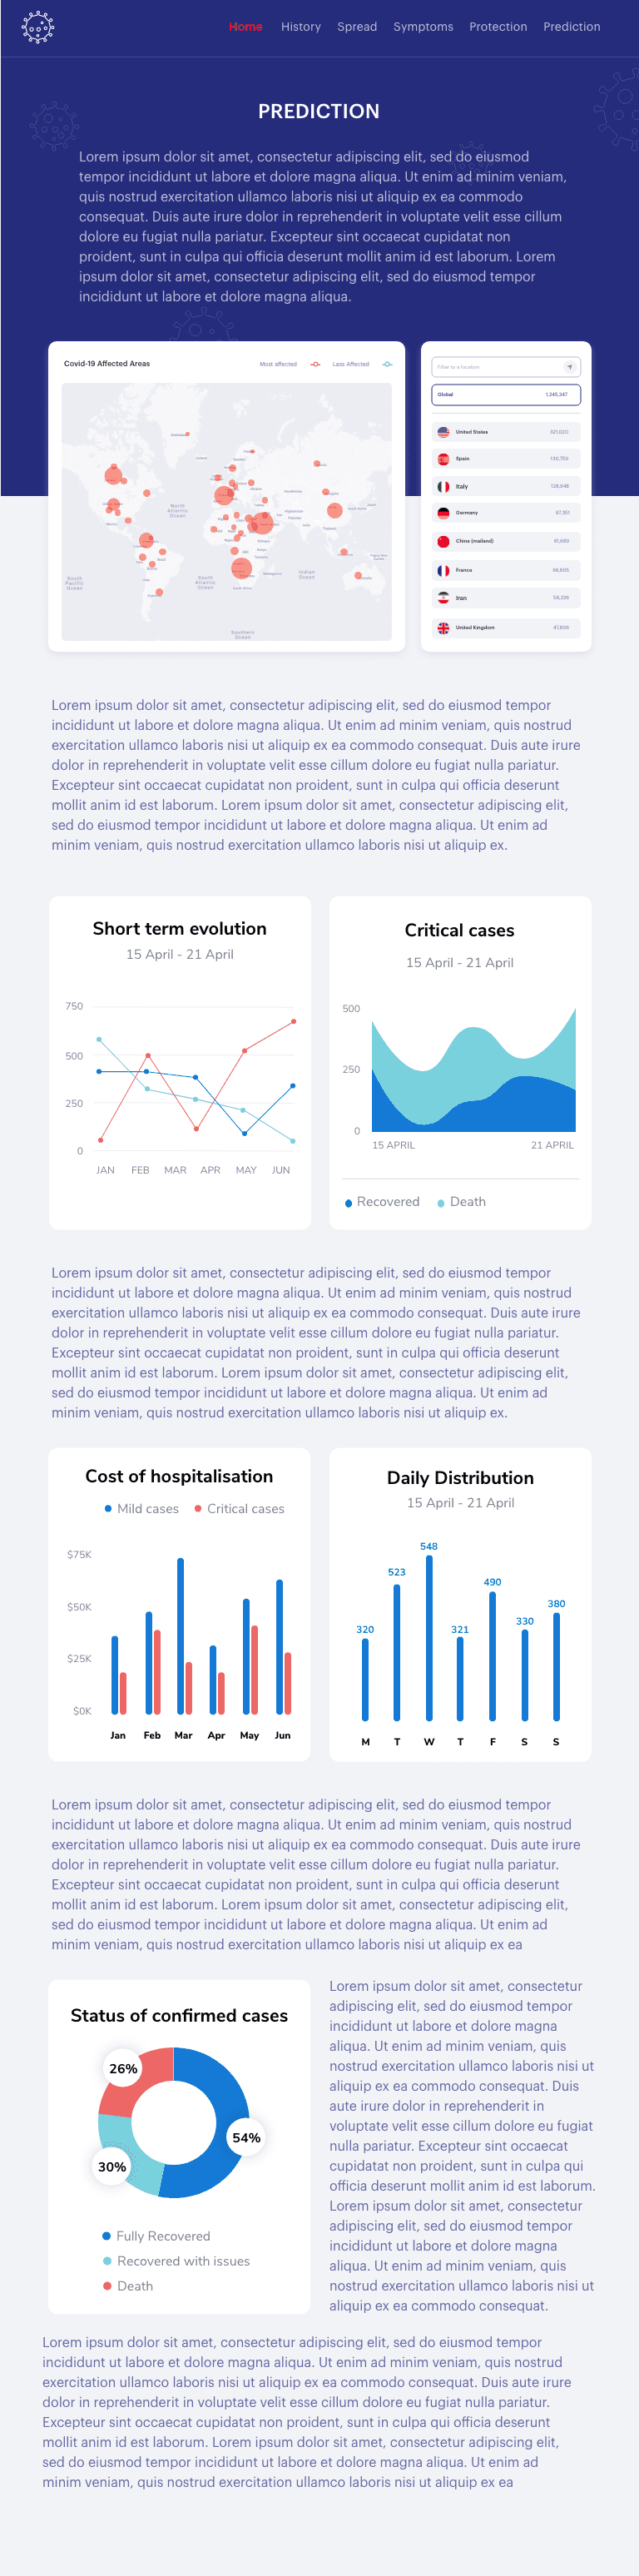 Home History Spread Symptoms Protection Prediction
PREDICTION
Lorem ipsum dolor sit amet, consectetur adipiscing elit, sed do eiusmod
tempor incididunt ut labore et dolore magna aliqua. Ut enim ad minim veniam,
quis nostrud exercitation ullamco laboris nisi ut aliquip ex ea commodo
consequat. Duis aute irure dolor in reprehenderit in voluptate velit esse cillum
dolore eu fugiat nulla pariatur. Excepteur sint occaecat cupidatat non
proident, sunt in culpa qui officia deserunt mollit anim id est laborum. Lorem
ipsum dolor sit amet, consectetur adipiscing elit, sed do eiusmod tempor
incididunt ut labore et dolore magna aliqua.
Covid-19 Affected Areas Most affected Less Affected
North
Atlantic
Ocean
South
Pacific
Ocean
South
Atlantic
Ocean
Indian
Ocean
Southern
Ocean
Filter to a location
Global 1,245,347
United States 321,020
Spain 130,759
Italy 128,948
Germany 97,351
China (mailand) 81,669
France 68,605
Iran 58,226
United Kingdom 47,806
Lorem ipsum dolor sit amet, consectetur adipiscing elit, sed do eiusmod tempor
incididunt ut labore et dolore magna aliqua. Ut enim ad minim veniam, quis nostrud
exercitation ullamco laboris nisi ut aliquip ex ea commodo consequat. Duis aute irure
dolor in reprehenderit in voluptate velit esse cillum dolore eu fugiat nulla pariatur.
Excepteur sint occaecat cupidatat non proident, sunt in culpa qui officia deserunt
mollit anim id est laborum. Lorem ipsum dolor sit amet, consectetur adipiscing elit,
sed do eiusmod tempor incididunt ut labore et dolore magna aliqua. Ut enim ad
minim veniam, quis nostrud exercitation ullamco laboris nisi ut aliquip ex.
Short term evolution
15 April - 21 April
750
500
250
0
JAN FEB MAR APR MAY JUN
Critical cases
15 April - 21 April
500
250
0
15 APRIL 21 APRIL
Recovered Death
Lorem ipsum dolor sit amet, consectetur adipiscing elit, sed do eiusmod tempor
incididunt ut labore et dolore magna aliqua. Ut enim ad minim veniam, quis nostrud
exercitation ullamco laboris nisi ut aliquip ex ea commodo consequat. Duis aute irure
dolor in reprehenderit in voluptate velit esse cillum dolore eu fugiat nulla pariatur.
Excepteur sint occaecat cupidatat non proident, sunt in culpa qui officia deserunt
mollit anim id est laborum. Lorem ipsum dolor sit amet, consectetur adipiscing elit,
sed do eiusmod tempor incididunt ut labore et dolore magna aliqua. Ut enim ad
minim veniam, quis nostrud exercitation ullamco laboris nisi ut aliquip ex.
Cost of hospitalisation
Mild cases Critical cases
$75K
$50K
$25K
$0K
Jan Feb Mar Apr May Jun
Daily Distribution
15 April - 21 April
320 523 548 321 490 330 380
M T W T F S S
Lorem ipsum dolor sit amet, consectetur adipiscing elit, sed do eiusmod tempor
incididunt ut labore et dolore magna aliqua. Ut enim ad minim veniam, quis nostrud
exercitation ullamco laboris nisi ut aliquip ex ea commodo consequat. Duis aute irure
dolor in reprehenderit in voluptate velit esse cillum dolore eu fugiat nulla pariatur.
Excepteur sint occaecat cupidatat non proident, sunt in culpa qui officia deserunt
mollit anim id est laborum. Lorem ipsum dolor sit amet, consectetur adipiscing elit,
sed do eiusmod tempor incididunt ut labore et dolore magna aliqua. Ut enim ad
minim veniam, quis nostrud exercitation ullamco laboris nisi ut aliquip ex ea
Status of confirmed cases
26%
54%
30%
Fully Recovered
Recovered with issues
Death
Lorem ipsum dolor sit amet, consectetur
adipiscing elit, sed do eiusmod tempor
incididunt ut labore et dolore magna
aliqua. Ut enim ad minim veniam, quis
nostrud exercitation ullamco laboris nisi ut
aliquip ex ea commodo consequat. Duis
aute irure dolor in reprehenderit in
voluptate velit esse cillum dolore eu fugiat
nulla pariatur. Excepteur sint occaecat
cupidatat non proident, sunt in culpa qui
officia deserunt mollit anim id est laborum.
Lorem ipsum dolor sit amet, consectetur
adipiscing elit, sed do eiusmod tempor
incididunt ut labore et dolore magna
aliqua. Ut enim ad minim veniam, quis
nostrud exercitation ullamco laboris nisi ut
aliquip ex ea commodo consequat.
Lorem ipsum dolor sit amet, consectetur adipiscing elit, sed do eiusmod tempor
incididunt ut labore et dolore magna aliqua. Ut enim ad minim veniam, quis nostrud
exercitation ullamco laboris nisi ut aliquip ex ea commodo consequat. Duis aute irure
dolor in reprehenderit in voluptate velit esse cillum dolore eu fugiat nulla pariatur.
Excepteur sint occaecat cupidatat non proident, sunt in culpa qui officia deserunt
mollit anim id est laborum. Lorem ipsum dolor sit amet, consectetur adipiscing elit,
sed do eiusmod tempor incididunt ut labore et dolore magna aliqua. Ut enim ad
minim veniam, quis nostrud exercitation ullamco laboris nisi ut aliquip ex ea